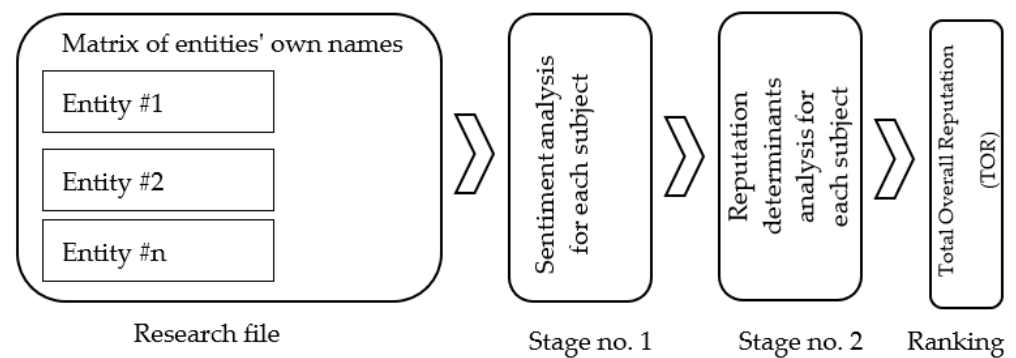 Matrix of entities' own names
Entity #1
Entity #2
Entity #n
Research file
Sentiment analysis
for each subject
Stage no. 1
Reputation
determinants
analysis for
each subject
Stage no. 2
Total Overall Reputation
(TOR)
Ranking